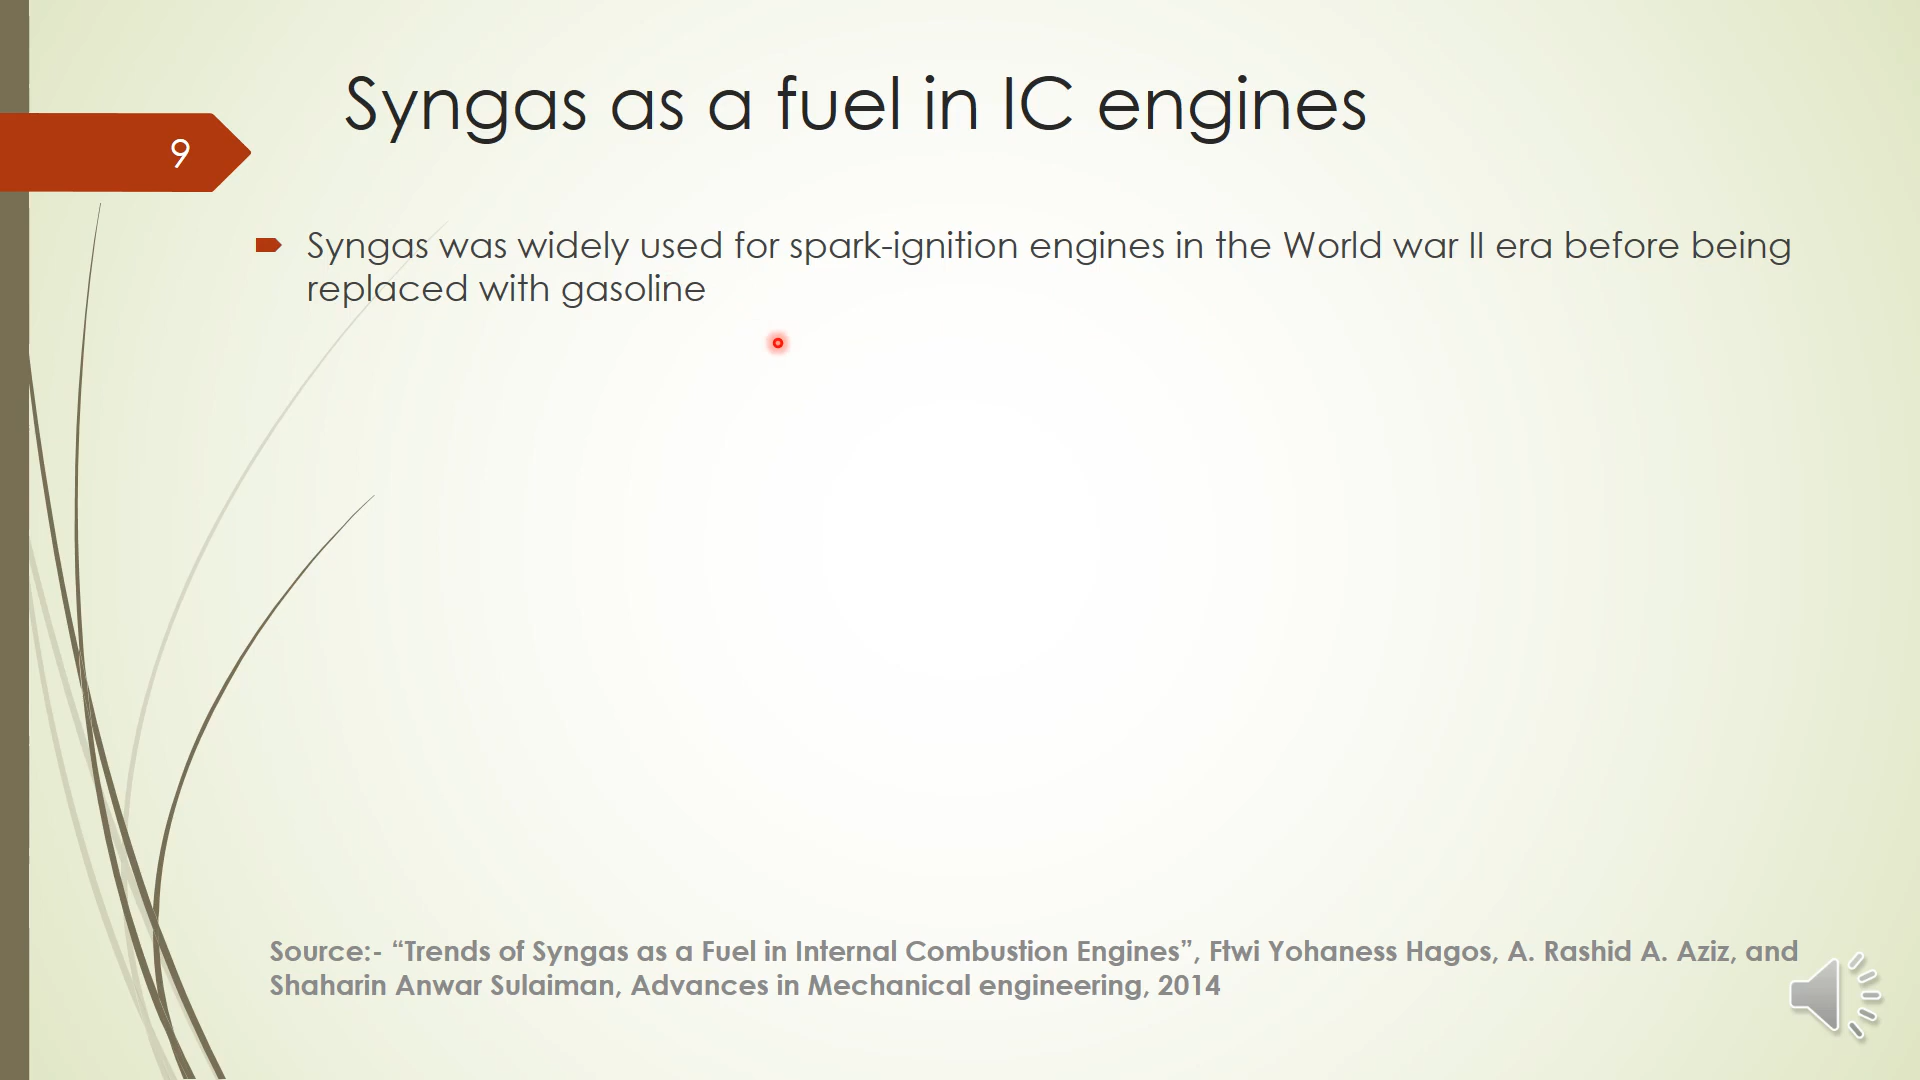 Syngas as a fuel in IC engines
9
Syngas was widely used for spark-ignition engines in the World war II era before being
replaced with gasoline
Source:- “Trends of Syngas as a Fuel in Internal Combustion Engines”, Ftwi Yohaness Hagos, A. Rashid A. Aziz, and
Shaharin Anwar Sulaiman, Advances in Mechanical engineering, 2014